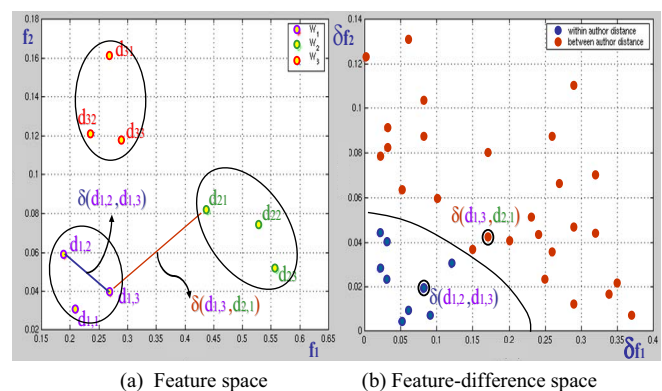 f2
0.18
0.16
0.14
0.12
0.1
0.08
0.06
0.04
0.02
0.15 0.2 0.25 0.3 0.35 0.4 0.45 0.5 0.55 0.6 0.65
f1
W1
W2
W3
d31
d32
d33
δ(d1,2,d1,3)
d21
d22
d23
d1,2
d1,3
d1,1
δ(d1,3,d2,1)
(a) Feature space
δf2
0.14
0.12
0.1
0.08
0.06
0.04
0.02
0
0 0.05 0.1 0.15 0.2 0.25 0.3 0.35 0.4
δf1
within author distance
between author distance
δ(d1,3,d2,1)
δ(d1,2,d1,3)
(b) Feature-difference space